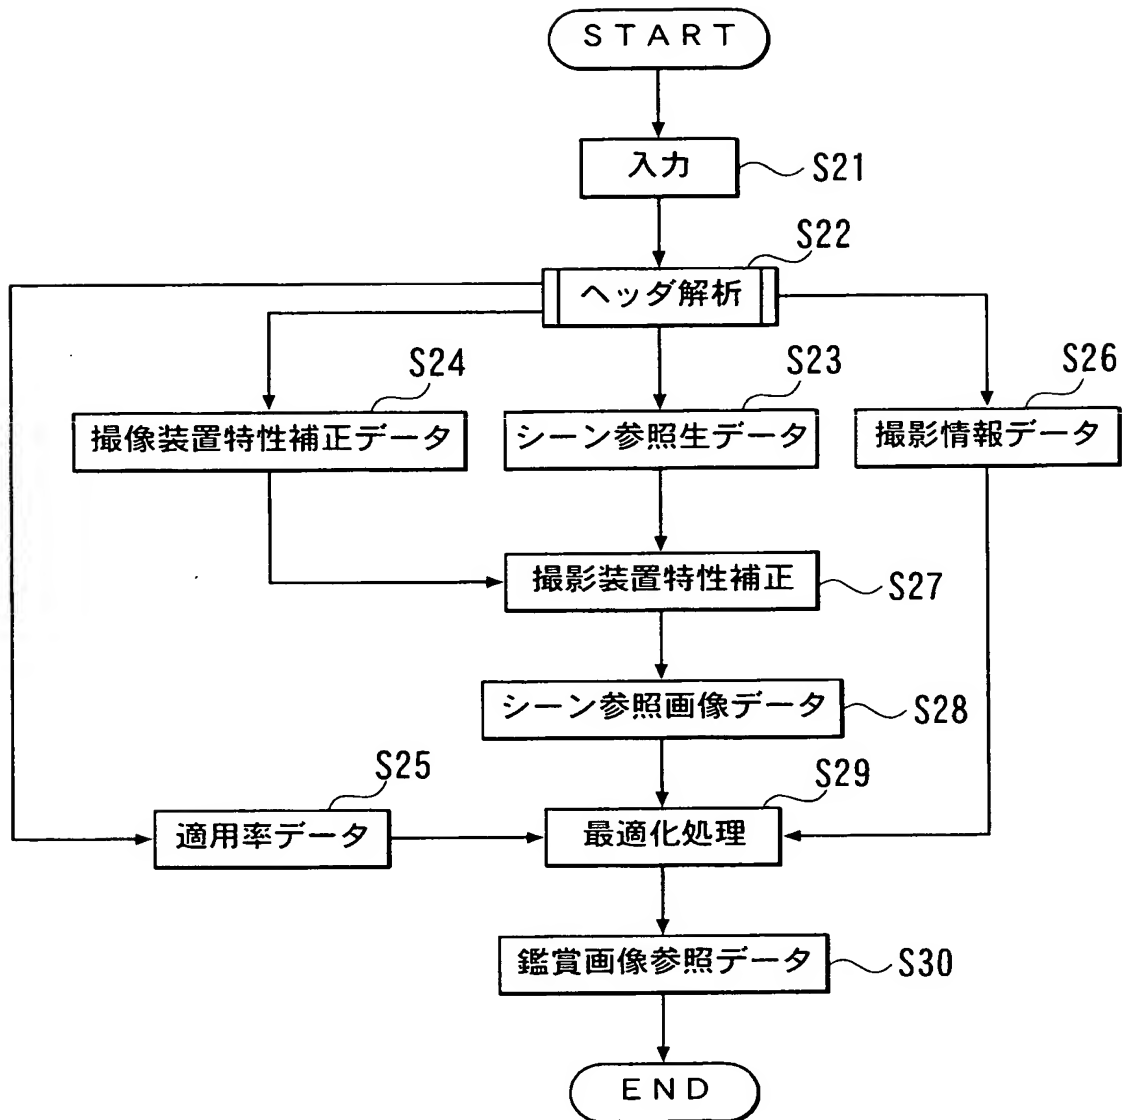 START
入力
S21
S22
ヘッダ解析
S24
S23
S26
撮像装置特性補正データ
シーン参照生データ
撮影情報データ
撮影装置特性補正
S27
シーン参照画像データ
S28
S25
S29
適用率データ
最適化処理
鑑賞画像参照データ
S30
END